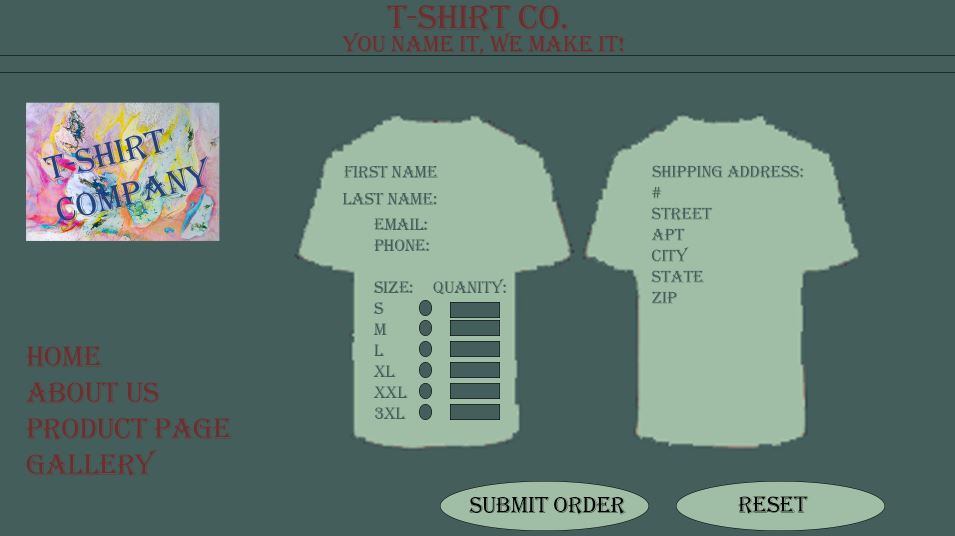 T-SHIRT CO.
YOU NAME IT, WE MAKE IT!
T SHIRT
COMPANY
HOME
ABOUT US
PRODUCT PAGE
GALLERY
FIRST NAME
LAST NAME:
EMAIL:
PHONE:
SIZE: QUANITY:
S
M
L
XL
XXL
3XL
SHIPPING ADDRESS:
#
STREET
APT
CITY
STATE
ZIP
SUBMIT ORDER
RESET